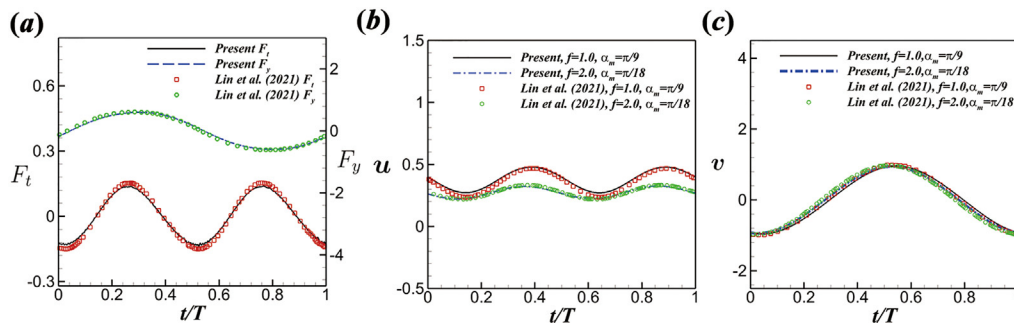 (a)
Present F_t
Present F_y
Lin et al. (2021) F_t
Lin et al. (2021) F_y
0.6
0.3
0
-0.3
F_t
2
0
-2
-4
F_y
0 0.2 0.4 0.6 0.8 1
t/T
(b)
Present, f=1.0, α_m=π/9
Present, f=2.0, α_m=π/18
Lin et al. (2021), f=1.0, α_m=π/9
Lin et al. (2021), f=2.0, α_m=π/18
1.5
1
0.5
0
-0.5
u
0 0.2 0.4 0.6 0.8 1
t/T
(c)
Present, f=1.0,α_m=π/9
Present, f=2.0,α_m=π/18
Lin et al. (2021), f=1.0,α_m=π/9
Lin et al. (2021), f=2.0,α_m=π/18
4
2
0
-2
v
0 0.2 0.4 0.6 0.8 1
t/T